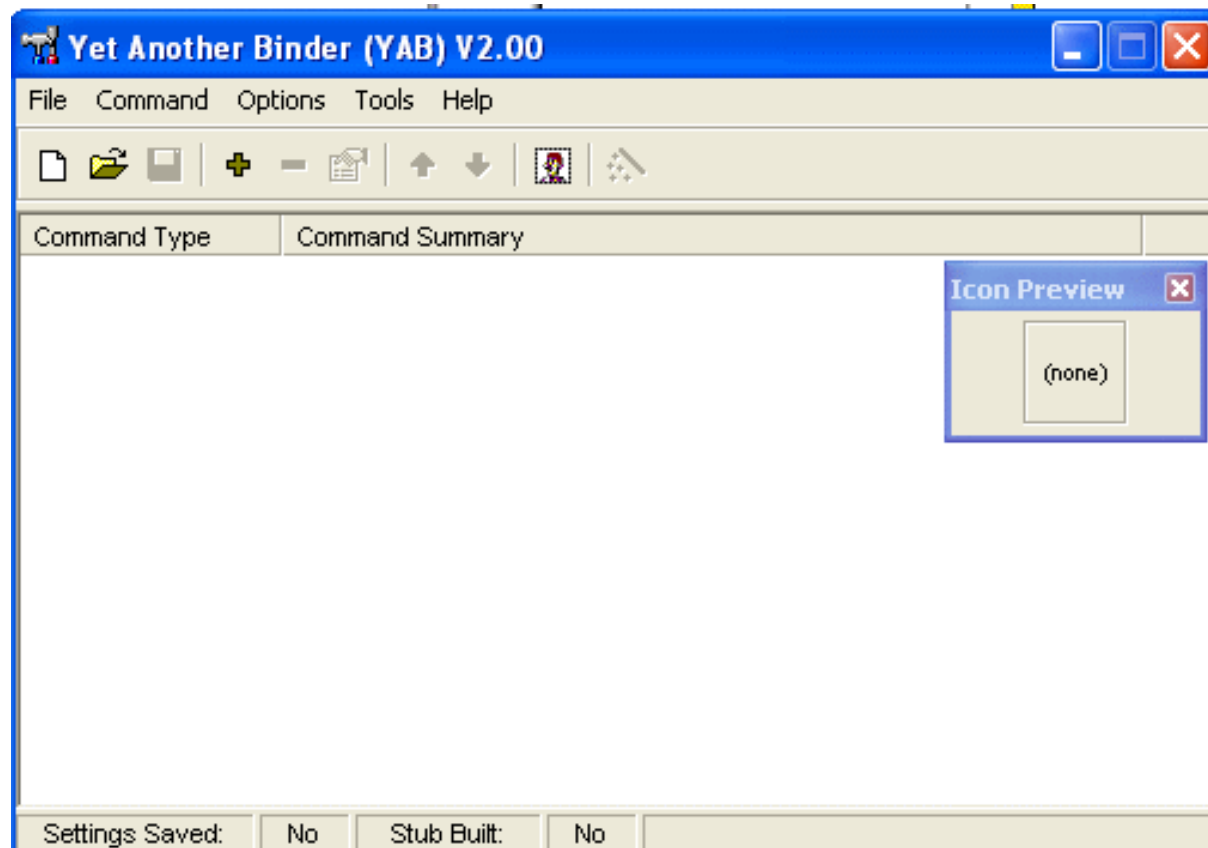 Yet Another Binder (YAB) V2.00
File Command Options Tools Help
Command Type Command Summary
Icon Preview
(none)
Settings Saved: No Stub Built: No